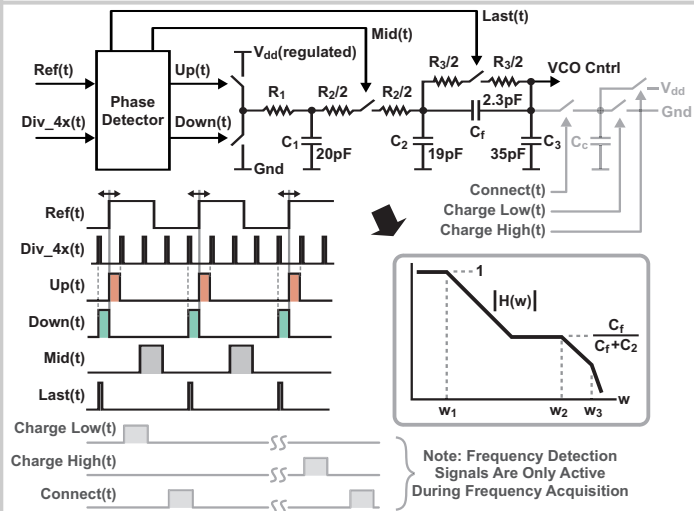 Last(t)
Mid(t)
Vdd(regulated)
R3/2
R3/2
Ref(t)
Up(t)
VCO Cntrl
R1
R2/2
R2/2
2.3pF
Vdd
Phase
Detector
Gnd
Div_4x(t)
Down(t)
C1
C2
Cf
C3
Cc
Gnd
20pF
19pF
35pF
Connect(t)
Charge Low(t)
Charge High(t)
Ref(t)
Div_4x(t)
Up(t)
Down(t)
Mid(t)
Last(t)
1
|H(w)|
Cf
Cf+C2
w1
w2
w3
w
Charge Low(t)
Charge High(t)
Connect(t)
Note: Frequency Detection
Signals Are Only Active
During Frequency Acquisition